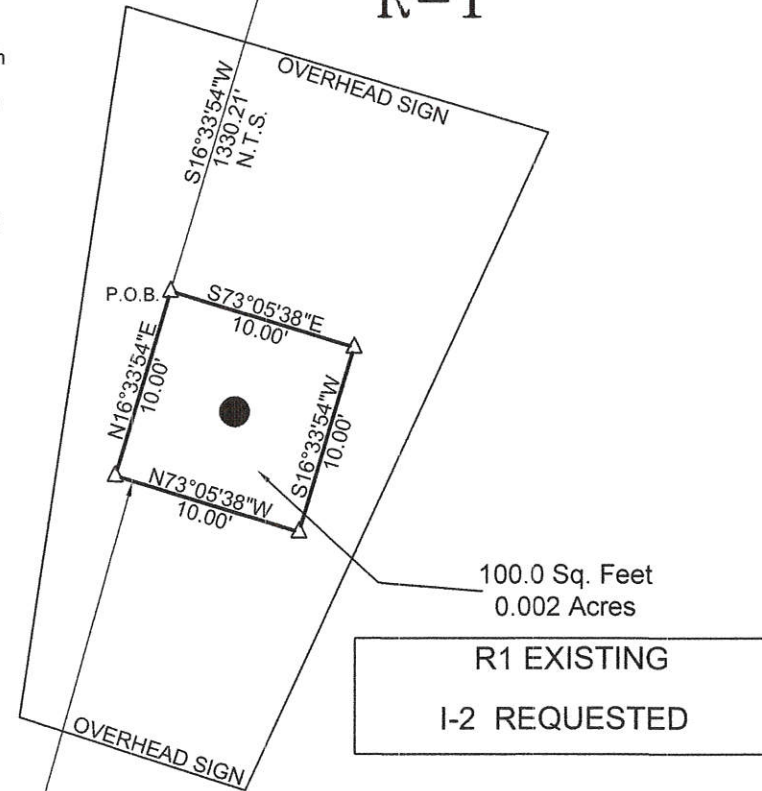 R-1
OVERHEAD SIGN
S16°33'54"W
1330.21'
N.T.S.
P.O.B.
S73°05'38"E
10.00'
N16°33'54"E
10.00'
S16°33'54"W
10.00'
N73°05'38"W
10.00'
100.0 Sq. Feet
0.002 Acres
R1 EXISTING
I-2 REQUESTED
OVERHEAD SIGN